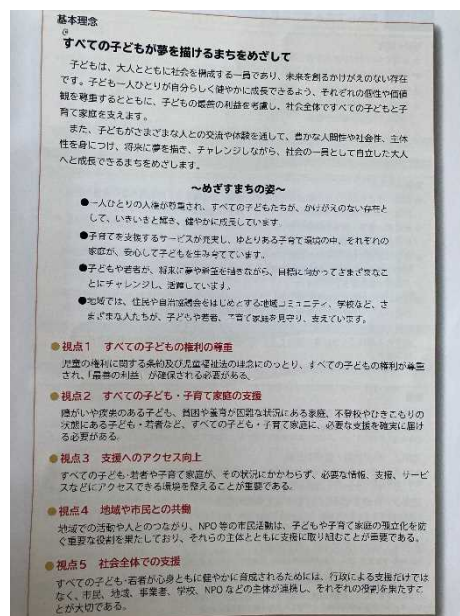 基本理念
すべての子どもが夢を描けるまちをめざして
子どもは、大人とともに社会を構成する一員であり、未来を創るかけがえのない存在
です。子ども一人ひとりが自分らしく健やかに成長できるよう、それぞれの個性や価値
観を尊重するとともに、子どもの最善の利益を考慮し、社会全体ですべての子どもと子
育て家庭を支えます。
また、子どもがさまざまな人との交流や体験を通して、豊かな人間性や社会性、主体
性を身につけ、将来に夢を描き、チャレンジしながら、社会の一員として自立した大人
へと成長できるまちをめざします。
～めざすまちの姿～
●一人ひとりの人権が尊重され、すべての子どもたちが、かけがえのない存在と
して、いきいきと輝き、健やかに成長しています。
●子育てを支援するサービスが充実し、ゆとりある子育て環境の中、それぞれの
家庭が、安心して子どもを生み育てています。
●子どもや若者が、将来に夢や希望を描きながら、目標に向かってさまざまなこ
とにチャレンジし、活躍しています。
●地域では、住民や自治協議会をはじめとする地域コミュニティ、学校など、さ
まざまな人たちが、子どもや若者、子育て家庭を見守り、支えています。
●視点1 すべての子どもの権利の尊重
児童の権利に関する条約及び児童福祉法の理念にのっとり、すべての子どもの権利が尊重
され、「最善の利益」が確保される必要がある。
●視点2 すべての子ども・子育て家庭の支援
障がいや疾患のある子ども、貧困や養育が困難な状況にある家庭、不登校やひきこもりの
状態にある子ども・若者など、すべての子ども・子育て家庭に、必要な支援を確実に届け
る必要がある。
●視点3 支援へのアクセス向上
すべての子ども・若者や子育て家庭が、その状況にかかわらず、必要な情報、支援、サービ
スなどにアクセスできる環境を整えることが重要である。
●視点4 地域や市民との共働
地域での活動や人とのつながり、NPO 等の市民活動は、子どもや子育て家庭の孤立化を防
ぐ重要な役割を果たしており、それらの主体とともに支援に取り組むことが重要である。
●視点5 社会全体での支援
すべての子ども・若者が心身ともに健やかに育成されるためには、行政による支援だけでは
なく、市民、地域、事業者、学校、NPO などの主体が連携し、それぞれの役割を果たすこ
とが大切である。